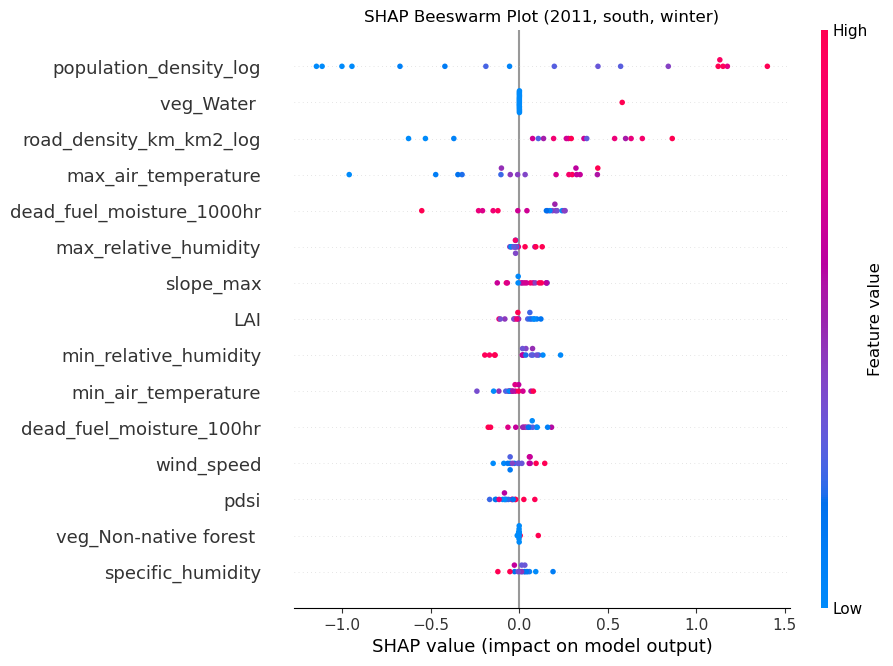 SHAP Beeswarm Plot (2011, south, winter)
High
population_density_log
veg_Water
road_density_km_km2_log
max_air_temperature
dead_fuel_moisture_1000hr
max_relative_humidity
slope_max
LAI
min_relative_humidity
min_air_temperature
dead_fuel_moisture_100hr
wind_speed
pdsi
veg_Non-native forest
specific_humidity
Feature value
Low
−1.0 −0.5 0.0 0.5 1.0 1.5
SHAP value (impact on model output)